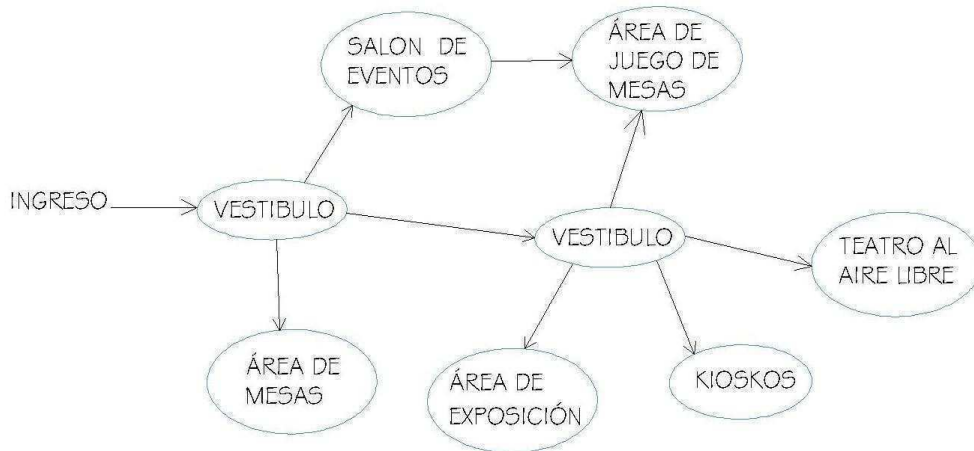 SALON DE
EVENTOS
ÁREA DE
JUEGO DE
MESAS
INGRESO
VESTIBULO
VESTIBULO
TEATRO AL
AIRE LIBRE
ÁREA DE
MESAS
ÁREA DE
EXPOSICIÓN
KIOSKOS